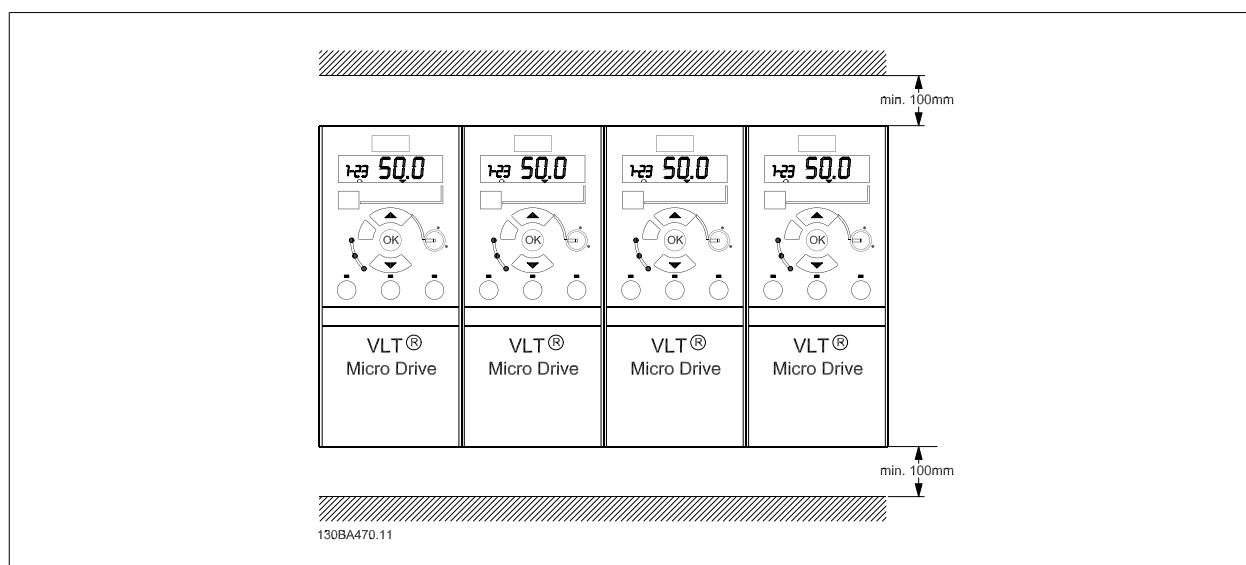 min. 100mm
1-23 50.0
1-23 50.0
1-23 50.0
1-23 50.0
OK
OK
OK
OK
VLT®
Micro Drive
VLT®
Micro Drive
VLT®
Micro Drive
VLT®
Micro Drive
min. 100mm
130BA470.11